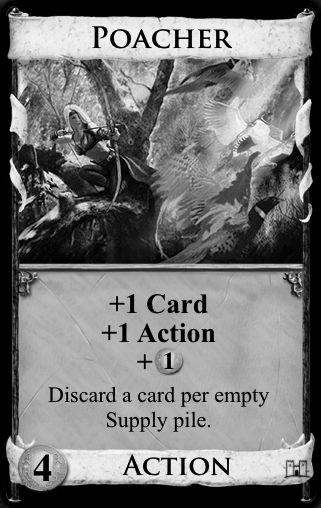 POACHER
+1 Card
+1 Action
+1
Discard a card per empty
Supply pile.
4 ACTION